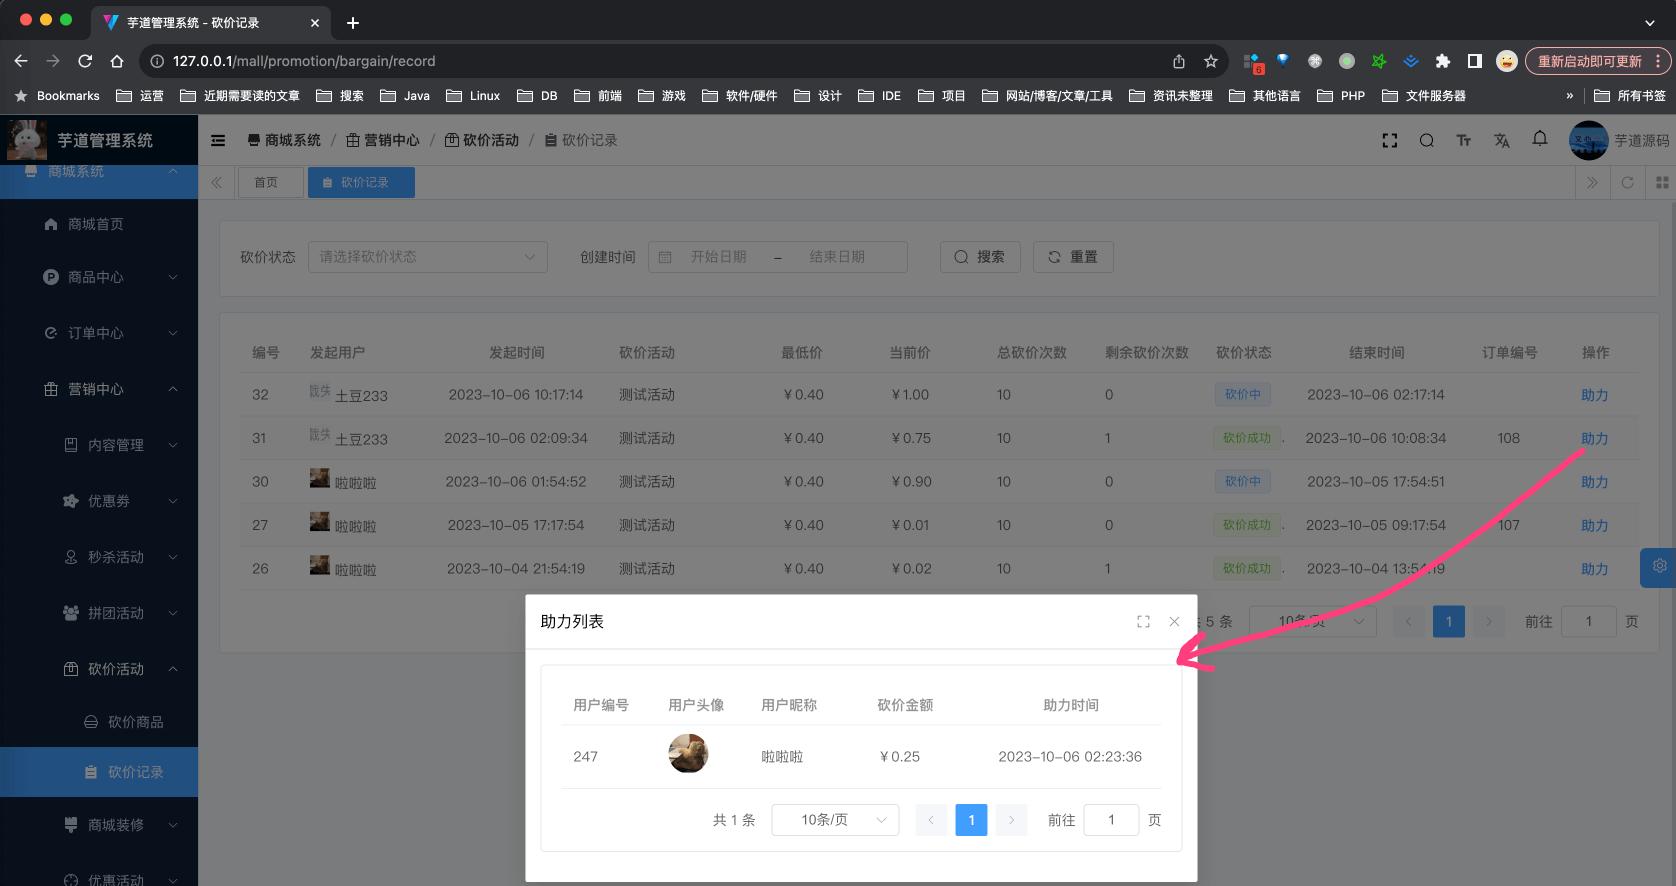 芋道管理系统 - 砍价记录
127.0.0.1/mall/promotion/bargain/record
6
重新启动即可更新
Bookmarks 运营 近期需要读的文章 搜索 Java Linux DB 前端 游戏 软件/硬件 设计 IDE 项目 网站/博客/文章/工具 资讯未整理 其他语言 PHP 文件服务器 » 所有书签
芋道管理系统
商城系统 / 营销中心 / 砍价活动 / 砍价记录
芋道源码
商城系统
首页 砍价记录
商城首页
商品中心
订单中心
营销中心
内容管理
优惠劵
秒杀活动
拼团活动
砍价活动
砍价商品
砍价记录
商城装修
优惠活动
砍价状态 请选择砍价状态 创建时间 开始日期 – 结束日期 搜索 重置
编号 发起用户 发起时间 砍价活动 最低价 当前价 总砍价次数 剩余砍价次数 砍价状态 结束时间 订单编号 操作
32 土豆233 2023-10-06 10:17:14 测试活动 ￥0.40 ￥1.00 10 0 砍价中 2023-10-06 02:17:14 助力
31 土豆233 2023-10-06 02:09:34 测试活动 ￥0.40 ￥0.75 10 1 砍价成功 2023-10-06 10:08:34 108 助力
30 啦啦啦 2023-10-06 01:54:52 测试活动 ￥0.40 ￥0.90 10 0 砍价中 2023-10-05 17:54:51 助力
27 啦啦啦 2023-10-05 17:17:54 测试活动 ￥0.40 ￥0.01 10 0 砍价成功 2023-10-05 09:17:54 107 助力
26 啦啦啦 2023-10-04 21:54:19 测试活动 ￥0.40 ￥0.02 10 1 砍价成功 2023-10-04 13:54:19 助力
5 条 10条/页 1 前往 1 页
助力列表
用户编号 用户头像 用户昵称 砍价金额 助力时间
247 啦啦啦 ￥0.25 2023-10-06 02:23:36
共 1 条 10条/页 1 前往 1 页